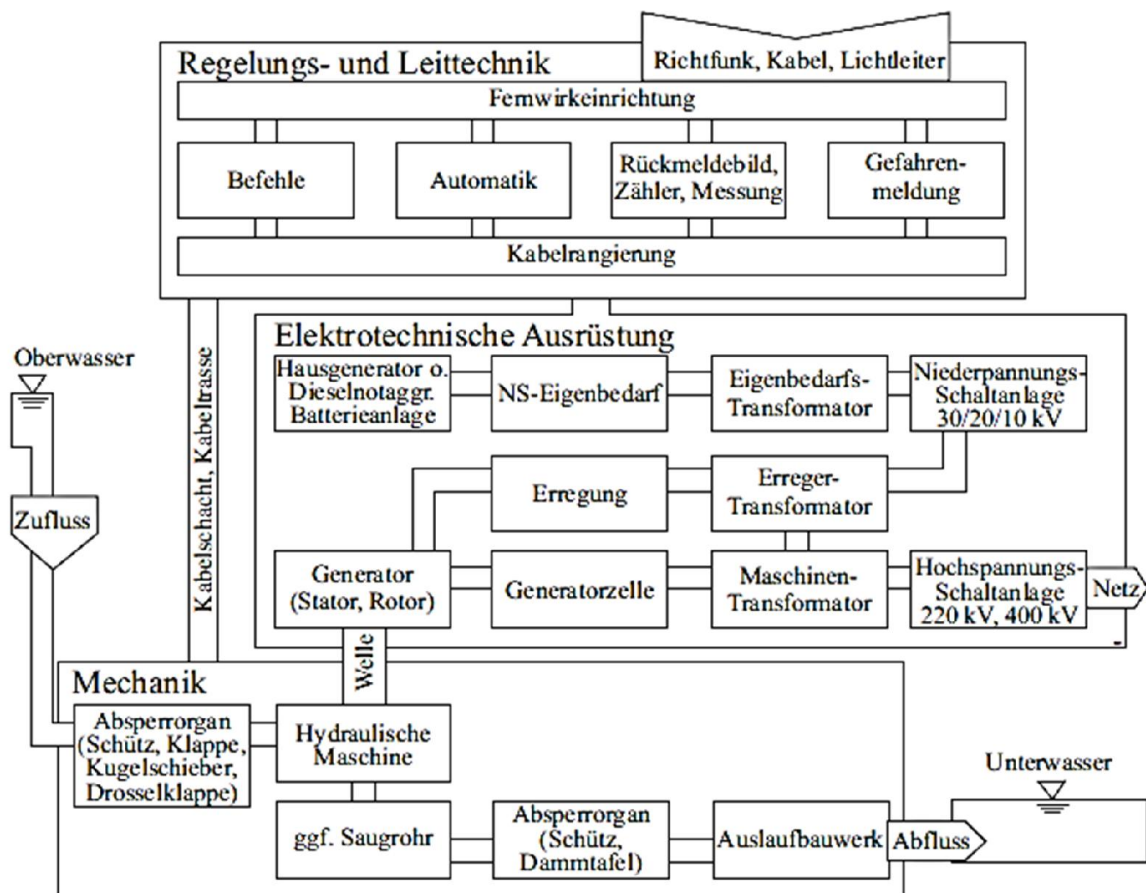 Richtfunk, Kabel, Lichtleiter
Regelungs- und Leittechnik
Fernwirkeinrichtung
Befehle
Automatik
Rückmeldebild,
Zähler, Messung
Gefahren-
meldung
Kabelrangierung
Kabelschacht, Kabeltrasse
Elektrotechnische Ausrüstung
Hausgenerator o.
Dieselnotaggr.
Batterieanlage
NS-Eigenbedarf
Eigenbedarfs-
Transformator
Niederpannungs-
Schaltanlage
30/20/10 kV
Erregung
Erreger-
Transformator
Generator
(Stator, Rotor)
Generatorzelle
Maschinen-
Transformator
Hochspannungs-
Schaltanlage
220 kV, 400 kV
Netz
Oberwasser
Zufluss
Welle
Mechanik
Absperrorgan
(Schütz, Klappe,
Kugelschieber,
Drosselklappe)
Hydraulische
Maschine
ggf. Saugrohr
Absperrorgan
(Schütz,
Dammtafel)
Auslaufbauwerk
Abfluss
Unterwasser